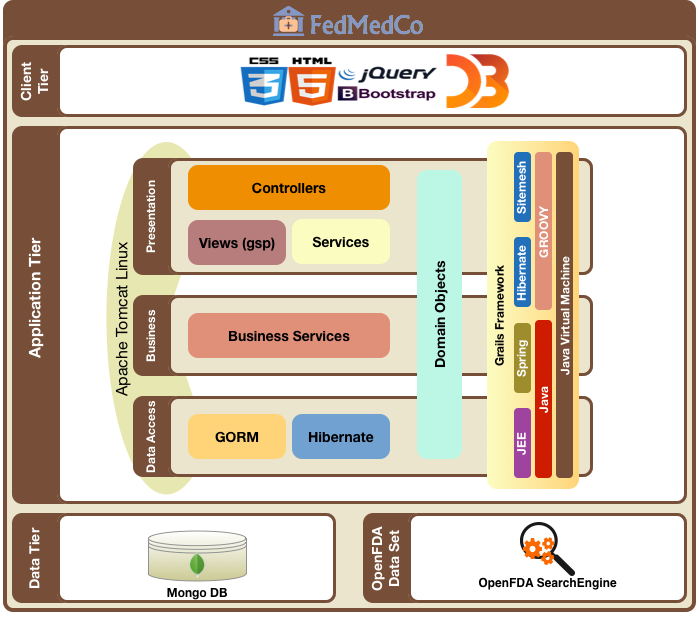 FedMedCo
Client
Tier
CSS
3
HTML
5
jQuery
B Bootstrap
D3
Application Tier
Apache Tomcat Linux
Presentation
Controllers
Views (gsp)
Services
Business
Business Services
Data Access
GORM
Hibernate
Domain Objects
Grails Framework
Sitemesh
Hibernate
Spring
JEE
GROOVY
Java
Java Virtual Machine
Data Tier
Mongo DB
OpenFDA
Data Set
OpenFDA SearchEngine